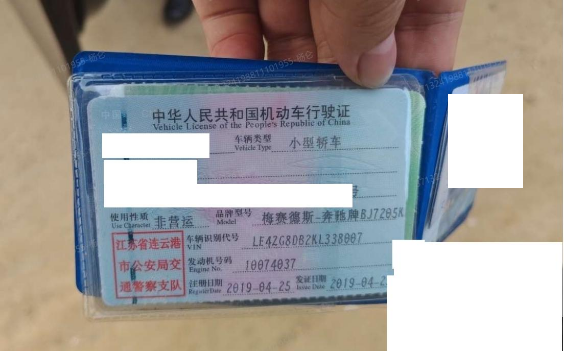 中华人民共和国机动车行驶证
Vehicle License of the People's Republic of China
车辆类型 小型轿车
Vehicle Type
号
使用性质 非营运 品牌型号 梅赛德斯-奔驰牌BJ7205
Use Character Model
江苏省连云港
市公安局交
通警察支队
车辆识别代号 LE4ZG8DB2KL338007
VIN
发动机号码 10074037
Engine No.
注册日期 2019-04-25 发证日期 2019-04-2
Register Date Issue Date